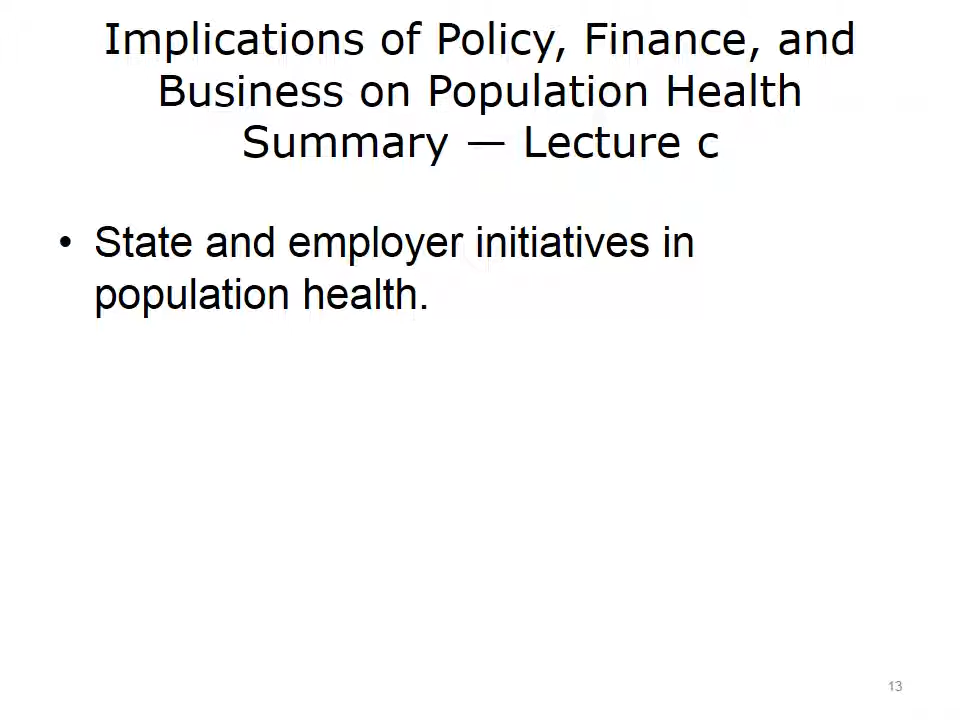 Implications of Policy, Finance, and
Business on Population Health
Summary — Lecture c
• State and employer initiatives in
population health.
13